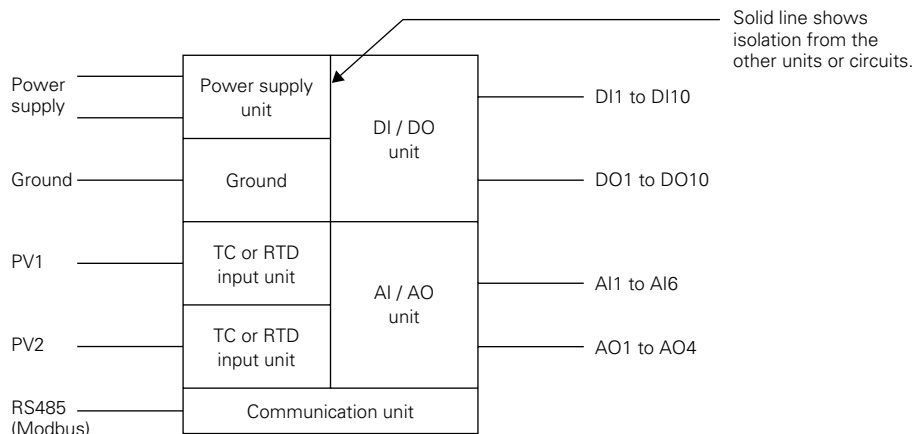 Solid line shows
isolation from the
other units or circuits.
Power
supply
Power supply
unit
DI / DO
unit
DI1 to DI10
Ground
Ground
DO1 to DO10
PV1
TC or RTD
input unit
AI / AO
unit
AI1 to AI6
PV2
TC or RTD
input unit
AO1 to AO4
RS485
(Modbus)
Communication unit